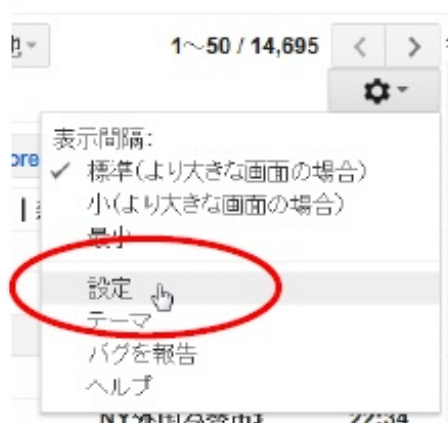 1～50 / 14,695
表示間隔:
✓ 標準(より大きな画面の場合)
小(より大きな画面の場合)
最小
設定
テーマ
バグを報告
ヘルプ
22:34